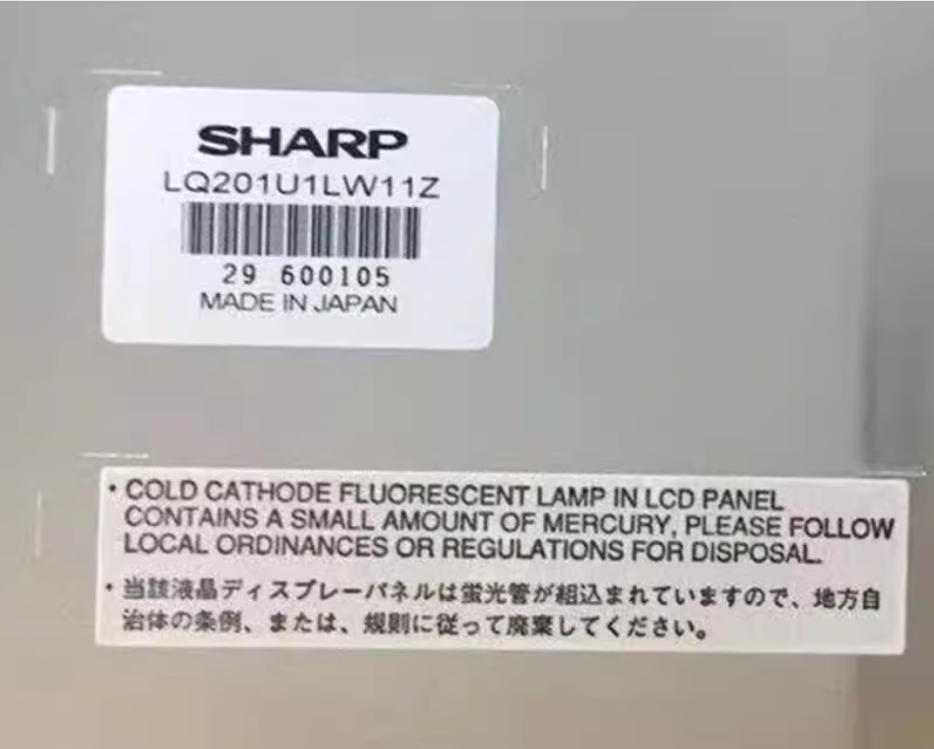 SHARP
LQ201U1LW11Z
29 600105
MADE IN JAPAN
• COLD CATHODE FLUORESCENT LAMP IN LCD PANEL
CONTAINS A SMALL AMOUNT OF MERCURY, PLEASE FOLLOW
LOCAL ORDINANCES OR REGULATIONS FOR DISPOSAL.
• 当該液晶ディスプレーパネルは蛍光管が組込まれていますので、地方自
治体の条例、または、規則に従って廃棄してください。